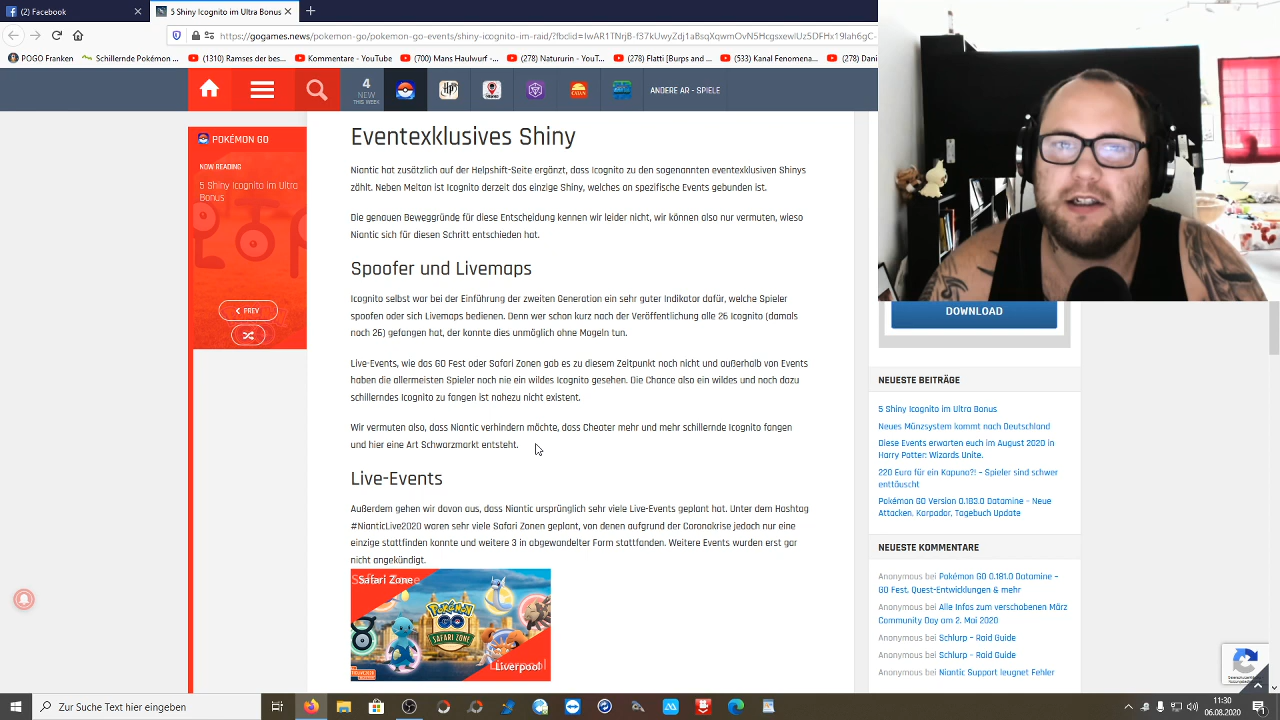 (2) Facebook
5 Shiny Icognito im Ultra Bonus
https://gogames.news/pokemon-go/pokemon-go-events/shiny-icognito-im-raid/?fbclid=IwAR1TNrjB-f37kUwyZdj1aBsqXqwmOvN5HcgsxewIUz5DFHx19Iah6gC-
POGO Franken
Schillernde Pokémon ...
(1310) Ramses der bes...
Kommentare - YouTube
(700) Mans Maulwurf - ...
(278) Natururin - YouT...
(278) Flatti [Burps and ...
(533) Kanal Fenomena...
(278) Dani
4
NEW
THIS WEEK
ANDERE AR - SPIELE
POKÉMON GO
NOW READING
5 Shiny Icognito im Ultra
Bonus
PREV
Eventexklusives Shiny
Niantic hat zusätzlich auf der Helpshift-Seite ergänzt, dass Icognito zu den sogenannten eventexklusiven Shinys
zählt. Neben Meltan ist Icognito derzeit das einzige Shiny, welches an spezifische Events gebunden ist.
Die genauen Beweggründe für diese Entscheidung kennen wir leider nicht, wir können also nur vermuten, wieso
Niantic sich für diesen Schritt entschieden hat.
Spoofer und Livemaps
Icognito selbst war bei der Einführung der zweiten Generation ein sehr guter Indikator dafür, welche Spieler
spoofen oder sich Livemaps bedienen. Denn wer schon kurz nach der Veröffenlichung alle 26 Icognito (damals
noch 26) gefangen hat, der konnte dies unmöglich ohne Mogeln tun.
Live-Events, wie das GO Fest oder Safari Zonen gab es zu diesem Zeitpunkt noch nicht und außerhalb von Events
haben die allermeisten Spieler noch nie ein wildes Icognito gesehen. Die Chance also ein wildes und noch dazu
schillerndes Icognito zu fangen ist nahezu nicht existent.
Wir vermuten also, dass Niantic verhindern möchte, dass Cheater mehr und mehr schillernde Icognito fangen
und hier eine Art Schwarzmarkt entsteht.
Live-Events
Außerdem gehen wir davon aus, dass Niantic ursprünglich sehr viele Live-Events geplant hat. Unter dem Hashtag
#NianticLive2020 waren sehr viele Safari Zonen geplant, von denen aufgrund der Coronakrise jedoch nur eine
einzige stattfinden konnte und weitere 3 in abgewandelter Form stattfanden. Weitere Events wurden erst gar
nicht angekündigt.
Safari Zone
POKÉMON
GO
SAFARI ZONE
Liverpool
DOWNLOAD
NEUESTE BEITRÄGE
5 Shiny Icognito im Ultra Bonus
Neues Münzsystem kommt nach Deutschland
Diese Events erwarten euch im August 2020 in
Harry Potter: Wizards Unite.
220 Euro für ein Kapuno?! – Spieler sind schwer
enttäuscht
Pokémon GO Version 0.183.0 Datamine – Neue
Attacken, Karpador, Tagebuch Update
NEUESTE KOMMENTARE
Anonymous bei Pokémon GO 0.181.0 Datamine –
GO Fest, Quest-Entwicklungen & mehr
Anonymous bei Alle Infos zum verschobenen März
Community Day am 2. Mai 2020
Anonymous bei Schlurp – Raid Guide
Anonymous bei Schlurp – Raid Guide
Anonymous bei Niantic Support leugnet Fehler
Zur Suche Text hier eingeben
11:30
06.08.2020